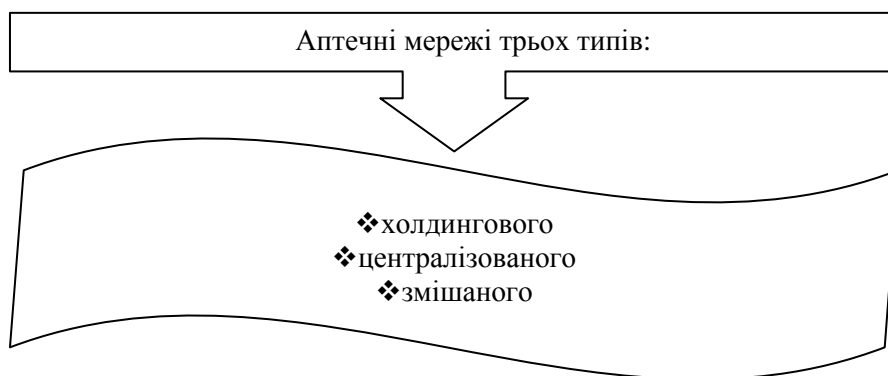 Аптечні мережі трьох типів:
❖холдингового
❖централізованого
❖змішаного